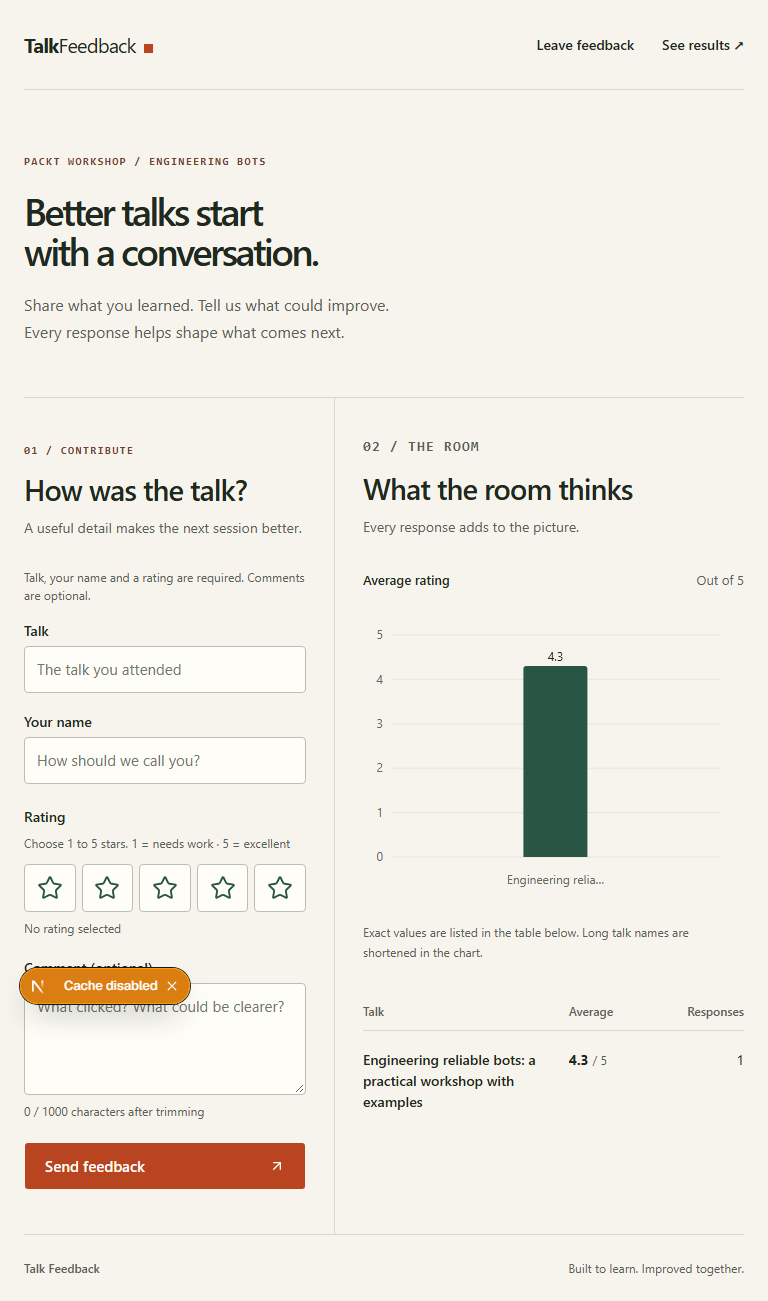 TalkFeedback
Leave feedback
See results ↗
PACKT WORKSHOP / ENGINEERING BOTS
Better talks start
with a conversation.
Share what you learned. Tell us what could improve.
Every response helps shape what comes next.
01 / CONTRIBUTE
How was the talk?
A useful detail makes the next session better.
Talk, your name and a rating are required. Comments
are optional.
Talk
The talk you attended
Your name
How should we call you?
Rating
Choose 1 to 5 stars. 1 = needs work · 5 = excellent
No rating selected
Comment (optional)
Cache disabled
What clicked? What could be clearer?
0 / 1000 characters after trimming
Send feedback
02 / THE ROOM
What the room thinks
Every response adds to the picture.
Average rating
Out of 5
5
4.3
4
3
2
1
0
Engineering relia...
Exact values are listed in the table below. Long talk names are
shortened in the chart.
Talk Average Responses
Engineering reliable bots: a 4.3 / 5 1
practical workshop with
examples
Talk Feedback
Built to learn. Improved together.